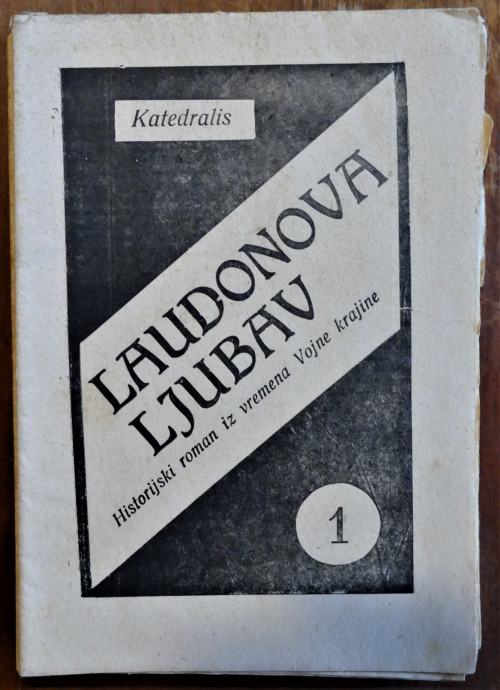 Katedralis
LAUDONOVA
LJUBAV
Historijski roman iz vremena Vojne krajine
1